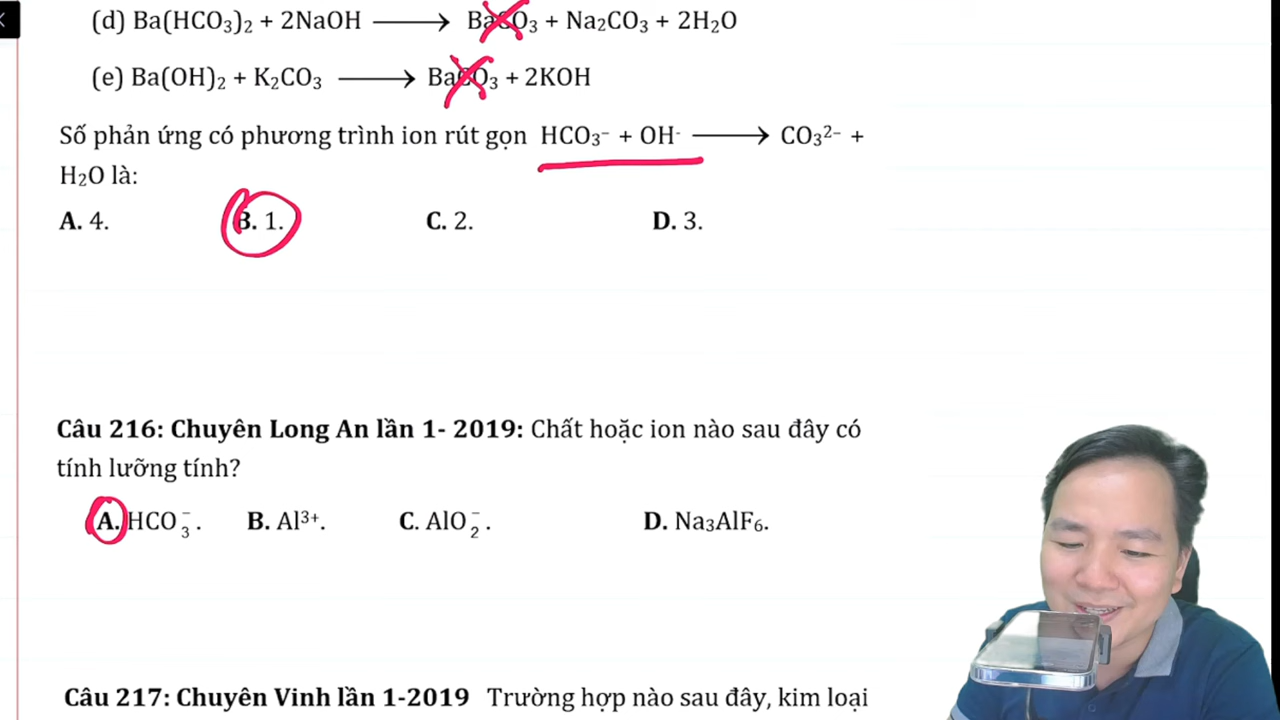 (d) Ba(HCO₃)₂ + 2NaOH ⟶ BaCO₃ + Na₂CO₃ + 2H₂O
(e) Ba(OH)₂ + K₂CO₃ ⟶ BaCO₃ + 2KOH
Số phản ứng có phương trình ion rút gọn HCO₃⁻ + OH⁻ ⟶ CO₃²⁻ +
H₂O là:
A. 4. B. 1. C. 2. D. 3.
Câu 216: Chuyên Long An lần 1- 2019: Chất hoặc ion nào sau đây có
tính lưỡng tính?
A. HCO₃⁻. B. Al³⁺. C. AlO₂⁻. D. Na₃AlF₆.
Câu 217: Chuyên Vinh lần 1-2019 Trường hợp nào sau đây, kim loại